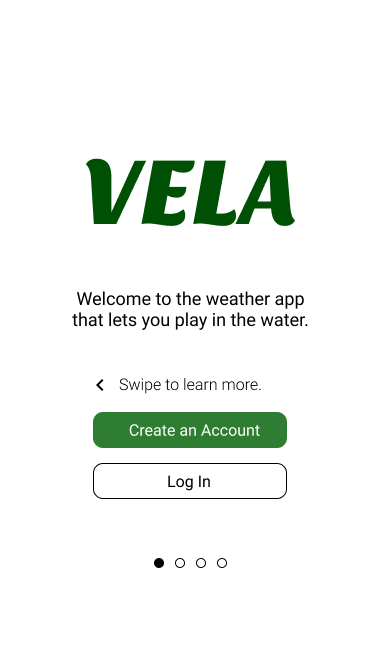 VELA
Welcome to the weather app
that lets you play in the water.
Swipe to learn more.
Create an Account
Log In